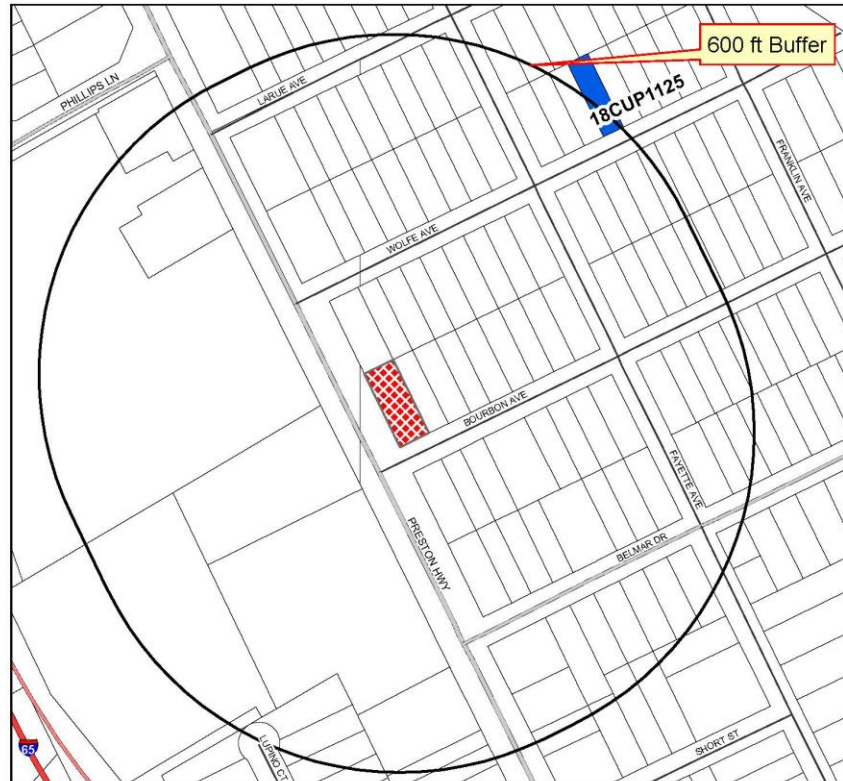 600 ft Buffer
PHILLIPS LN
LARUE AVE
18CUP1125
FRANKLIN AVE
WOLFE AVE
BOURBON AVE
FAYETTE AVE
PRESTON HWY
BELMAR DR
65
LUPINO CT
SHORT ST